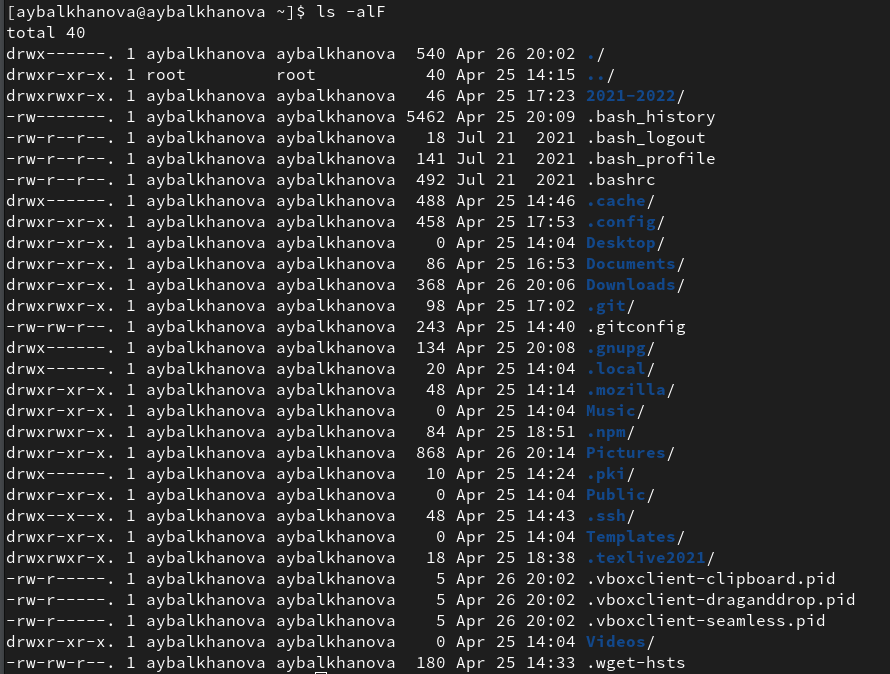 [aybalkhanova@aybalkhanova ~]$ ls -alF
total 40
drwx------. 1 aybalkhanova aybalkhanova  540 Apr 26 20:02 ./
drwxr-xr-x. 1 root         root           40 Apr 25 14:15 ../
drwxrwxr-x. 1 aybalkhanova aybalkhanova   46 Apr 25 17:23 2021-2022/
-rw-------. 1 aybalkhanova aybalkhanova 5462 Apr 25 20:09 .bash_history
-rw-r--r--. 1 aybalkhanova aybalkhanova   18 Jul 21  2021 .bash_logout
-rw-r--r--. 1 aybalkhanova aybalkhanova  141 Jul 21  2021 .bash_profile
-rw-r--r--. 1 aybalkhanova aybalkhanova  492 Jul 21  2021 .bashrc
drwx------. 1 aybalkhanova aybalkhanova  488 Apr 25 14:46 .cache/
drwxr-xr-x. 1 aybalkhanova aybalkhanova  458 Apr 25 17:53 .config/
drwxr-xr-x. 1 aybalkhanova aybalkhanova    0 Apr 25 14:04 Desktop/
drwxr-xr-x. 1 aybalkhanova aybalkhanova   86 Apr 25 16:53 Documents/
drwxr-xr-x. 1 aybalkhanova aybalkhanova  368 Apr 26 20:06 Downloads/
drwxrwxr-x. 1 aybalkhanova aybalkhanova   98 Apr 25 17:02 .git/
-rw-rw-r--. 1 aybalkhanova aybalkhanova  243 Apr 25 14:40 .gitconfig
drwx------. 1 aybalkhanova aybalkhanova  134 Apr 25 20:08 .gnupg/
drwx------. 1 aybalkhanova aybalkhanova   20 Apr 25 14:04 .local/
drwxr-xr-x. 1 aybalkhanova aybalkhanova   48 Apr 25 14:14 .mozilla/
drwxr-xr-x. 1 aybalkhanova aybalkhanova    0 Apr 25 14:04 Music/
drwxrwxr-x. 1 aybalkhanova aybalkhanova   84 Apr 25 18:51 .npm/
drwxr-xr-x. 1 aybalkhanova aybalkhanova  868 Apr 26 20:14 Pictures/
drwx------. 1 aybalkhanova aybalkhanova   10 Apr 25 14:24 .pki/
drwxr-xr-x. 1 aybalkhanova aybalkhanova    0 Apr 25 14:04 Public/
drwx--x--x. 1 aybalkhanova aybalkhanova   48 Apr 25 14:43 .ssh/
drwxr-xr-x. 1 aybalkhanova aybalkhanova    0 Apr 25 14:04 Templates/
drwxrwxr-x. 1 aybalkhanova aybalkhanova   18 Apr 25 18:38 .texlive2021/
-rw-r-----. 1 aybalkhanova aybalkhanova    5 Apr 26 20:02 .vboxclient-clipboard.pid
-rw-r-----. 1 aybalkhanova aybalkhanova    5 Apr 26 20:02 .vboxclient-draganddrop.pid
-rw-r-----. 1 aybalkhanova aybalkhanova    5 Apr 26 20:02 .vboxclient-seamless.pid
drwxr-xr-x. 1 aybalkhanova aybalkhanova    0 Apr 25 14:04 Videos/
-rw-rw-r--. 1 aybalkhanova aybalkhanova  180 Apr 25 14:33 .wget-hsts